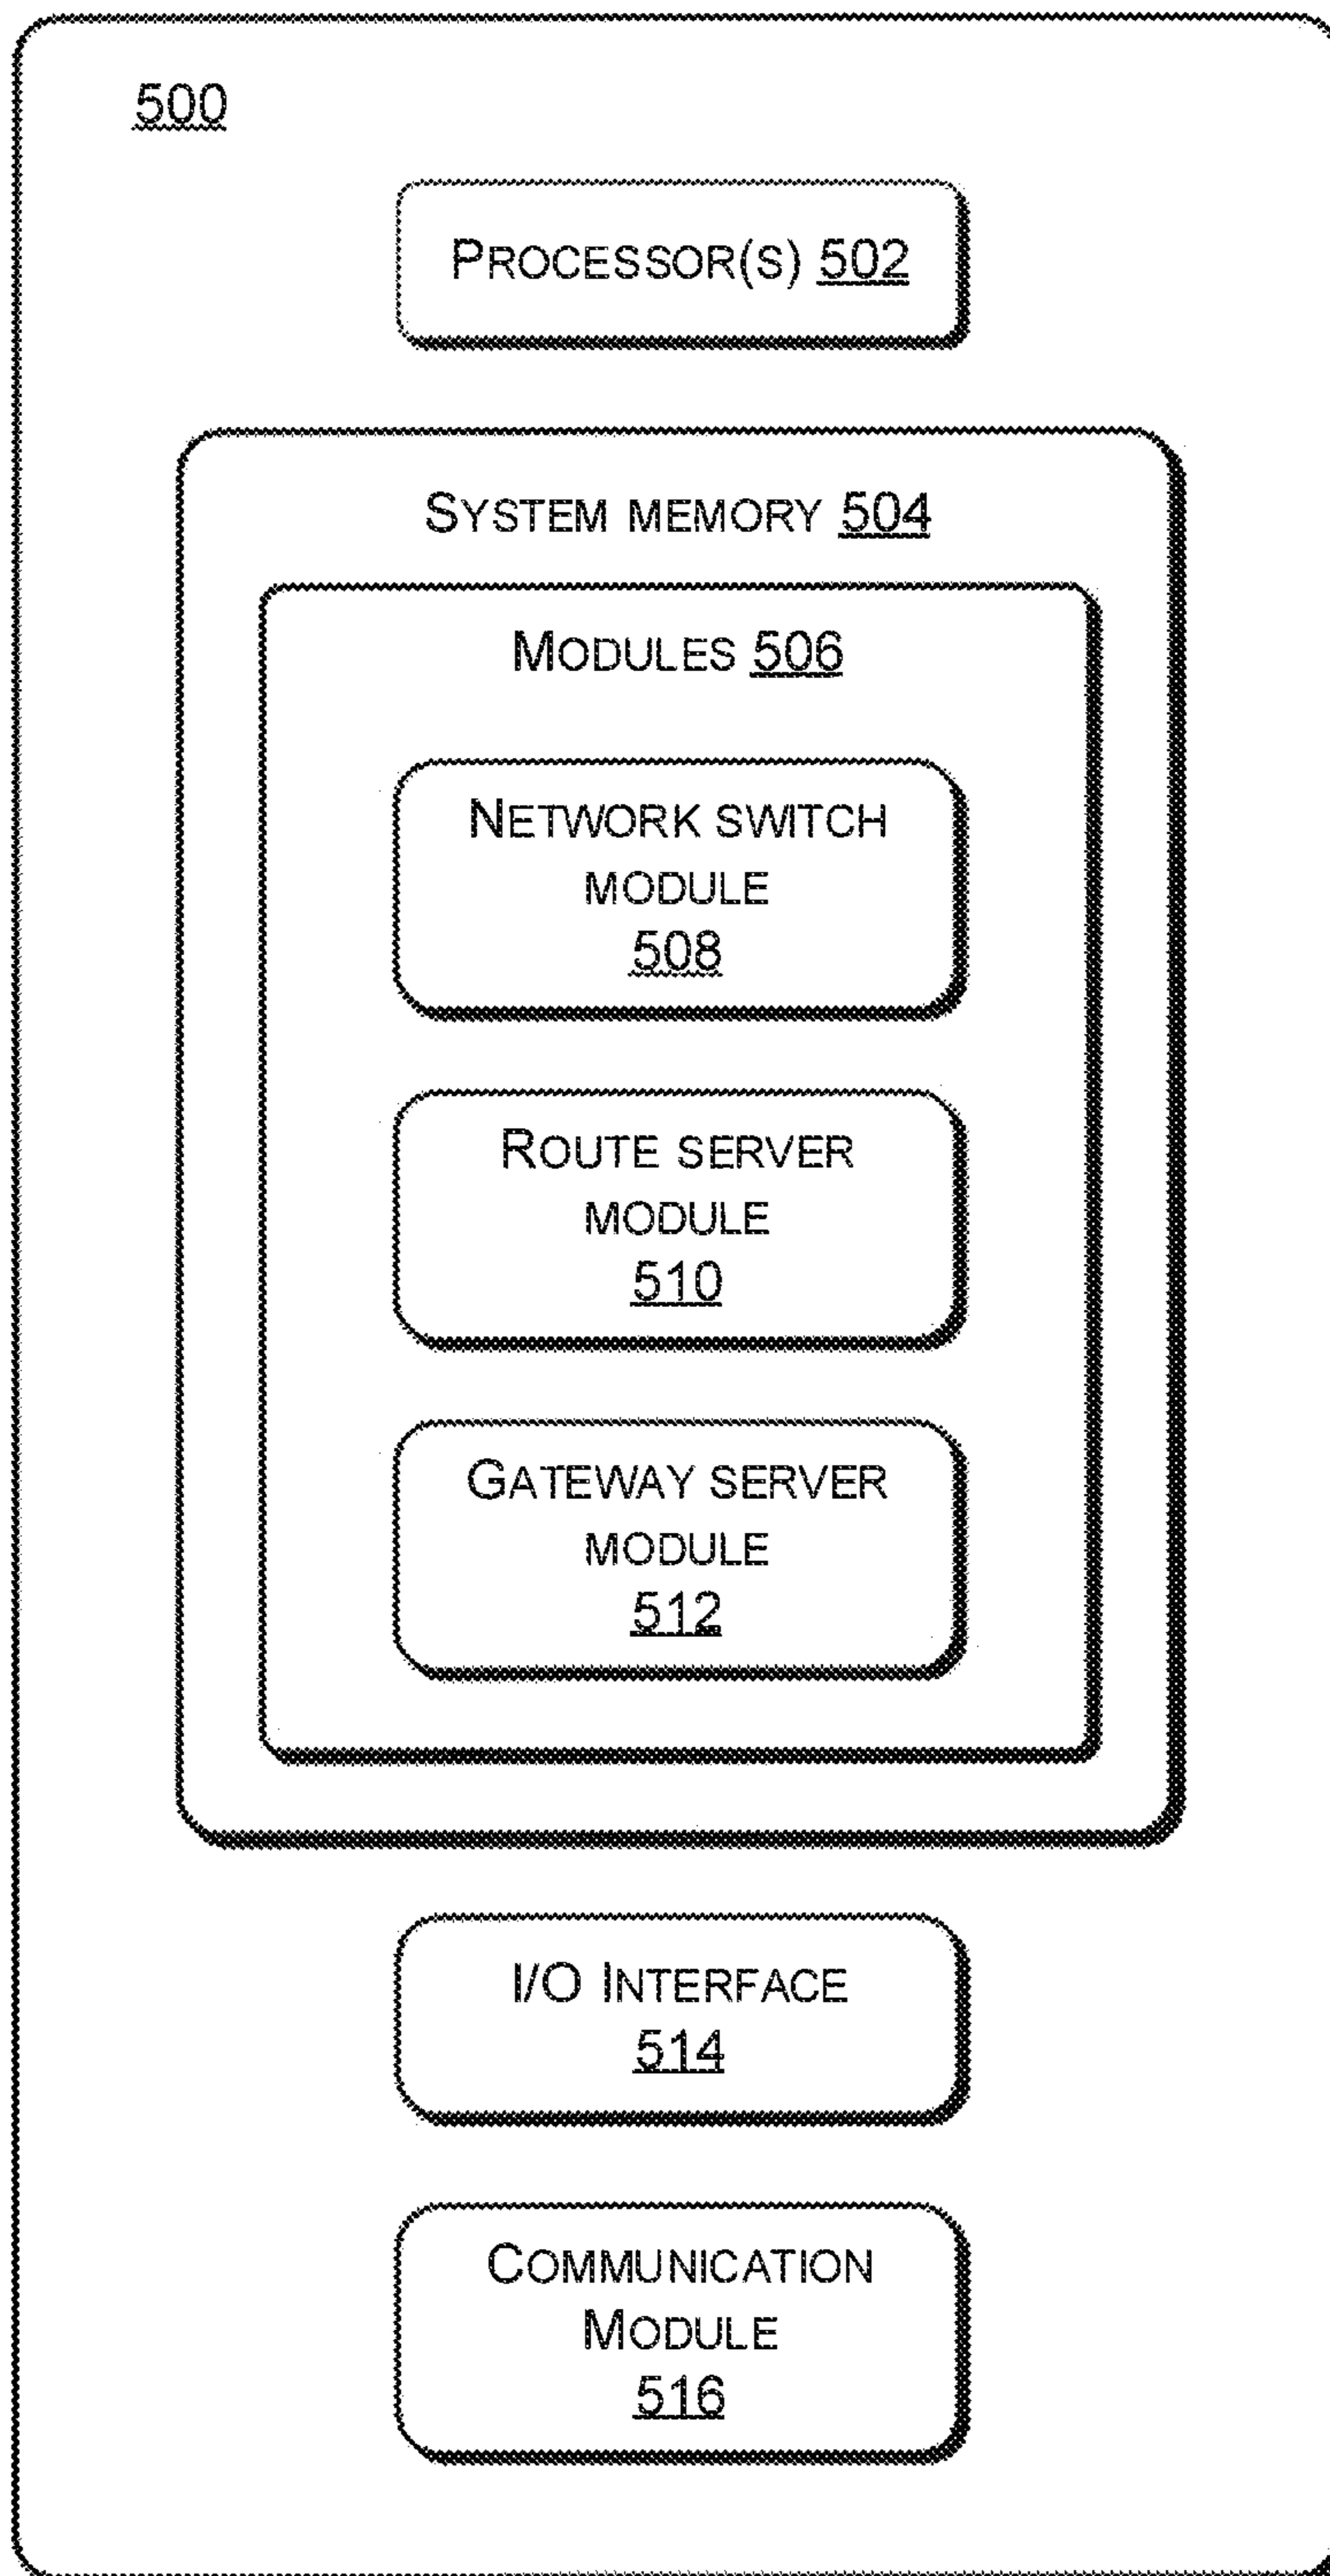 500
PROCESSOR(S) 502
SYSTEM MEMORY 504
MODULES 506
NETWORK SWITCH
MODULE
508
ROUTE SERVER
MODULE
510
GATEWAY SERVER
MODULE
512
I/O INTERFACE
514
COMMUNICATION
MODULE
516